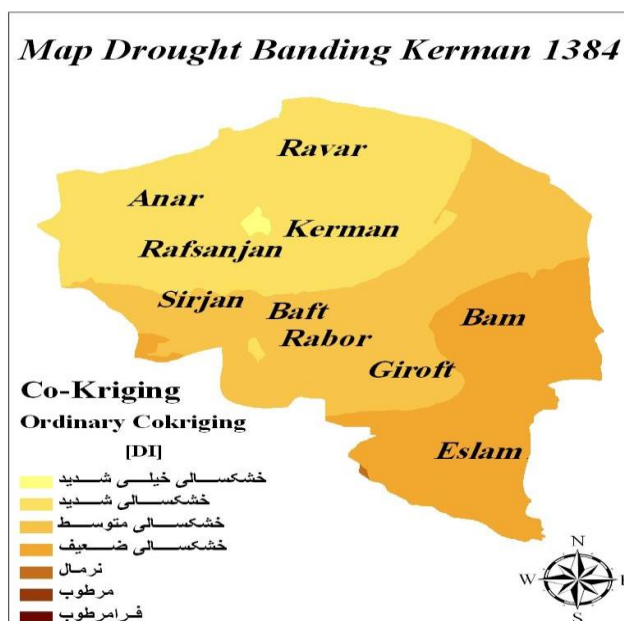 Map Drought Banding Kerman 1384
Ravar
Anar
Kerman
Rafsanjan
Sirjan
Baft
Bam
Rabor
Giroft
Eslam
Co-Kriging
Ordinary Cokriging
[DI]
خشکسالی خیلی شدید
خشکسالی شدید
خشکسالی متوسط
خشکسالی ضعیف
نرمال
مرطوب
فرامرطوب
N
W
E
S